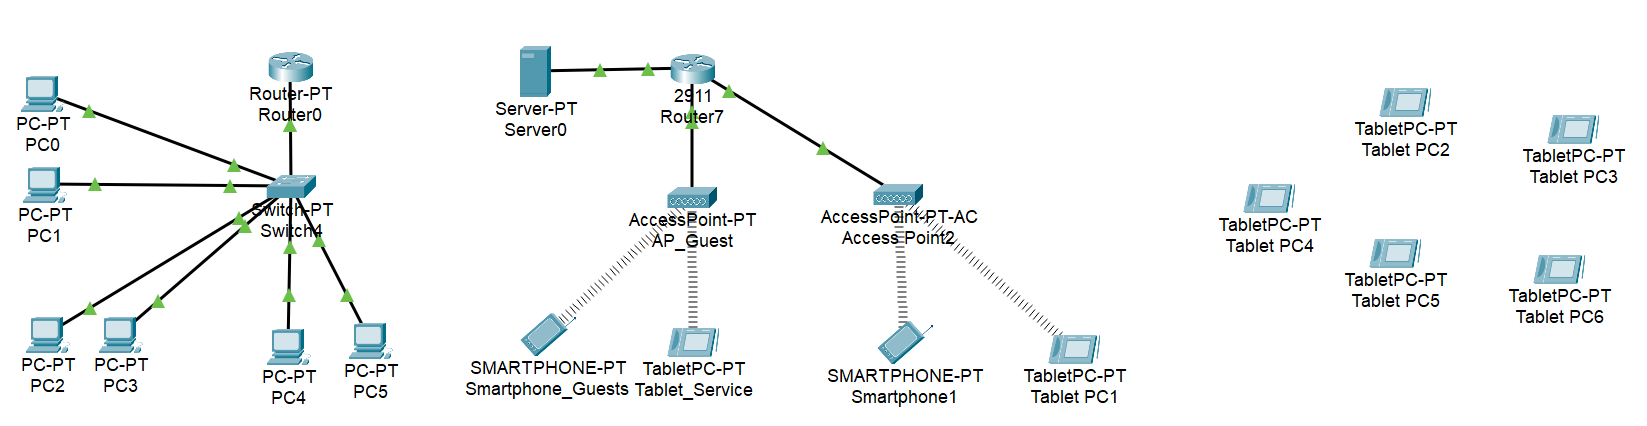 PC-PT
PC0
PC-PT
PC1
Router-PT
Router0
Switch-PT
Switch4
PC-PT
PC2
PC-PT
PC3
PC-PT
PC4
PC-PT
PC5
Server-PT
Server0
2911
Router7
AccessPoint-PT
AP_Guest
AccessPoint-PT-AC
Access Point2
SMARTPHONE-PT
Smartphone_Guests
TabletPC-PT
Tablet_Service
SMARTPHONE-PT
Smartphone1
TabletPC-PT
Tablet PC1
TabletPC-PT
Tablet PC2
TabletPC-PT
Tablet PC3
TabletPC-PT
Tablet PC4
TabletPC-PT
Tablet PC5
TabletPC-PT
Tablet PC6